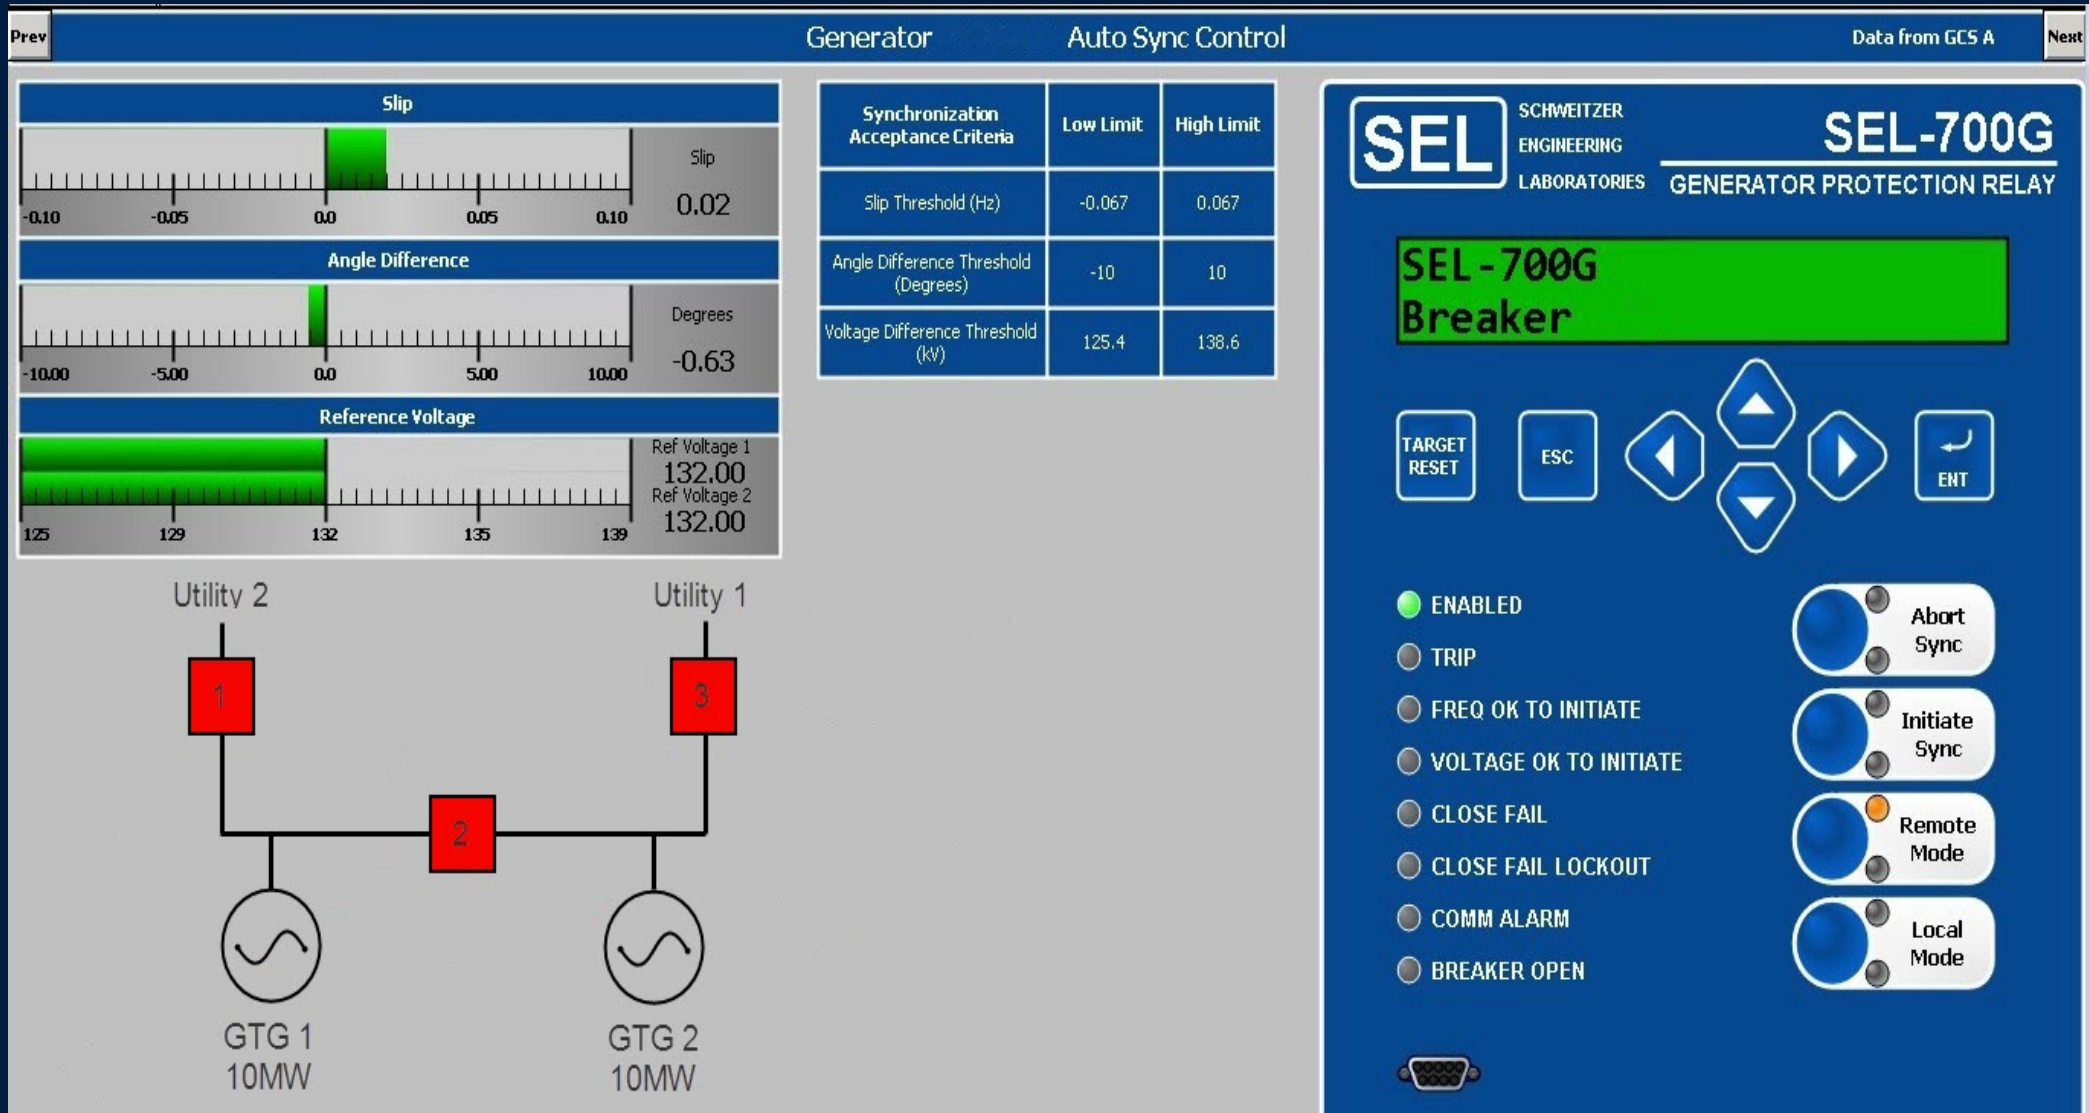 Prev
Generator
Auto Sync Control
Data from GCS A
Next
Slip
-0.10 -0.05 0.0 0.05 0.10
Slip
0.02
Angle Difference
-10.00 -5.00 0.0 5.00 10.00
Degrees
-0.63
Reference Voltage
125 129 132 135 139
Ref Voltage 1
132.00
Ref Voltage 2
132.00
Synchronization
Acceptance Criteria
Low Limit
High Limit
Slip Threshold (Hz)
-0.067
0.067
Angle Difference Threshold
(Degrees)
-10
10
Voltage Difference Threshold
(kV)
125.4
138.6
Utility 2
Utility 1
1
3
2
GTG 1
10MW
GTG 2
10MW
SEL
SCHWEITZER
ENGINEERING
LABORATORIES
SEL-700G
GENERATOR PROTECTION RELAY
SEL-700G
Breaker
TARGET
RESET
ESC
ENT
ENABLED
TRIP
FREQ OK TO INITIATE
VOLTAGE OK TO INITIATE
CLOSE FAIL
CLOSE FAIL LOCKOUT
COMM ALARM
BREAKER OPEN
Abort
Sync
Initiate
Sync
Remote
Mode
Local
Mode